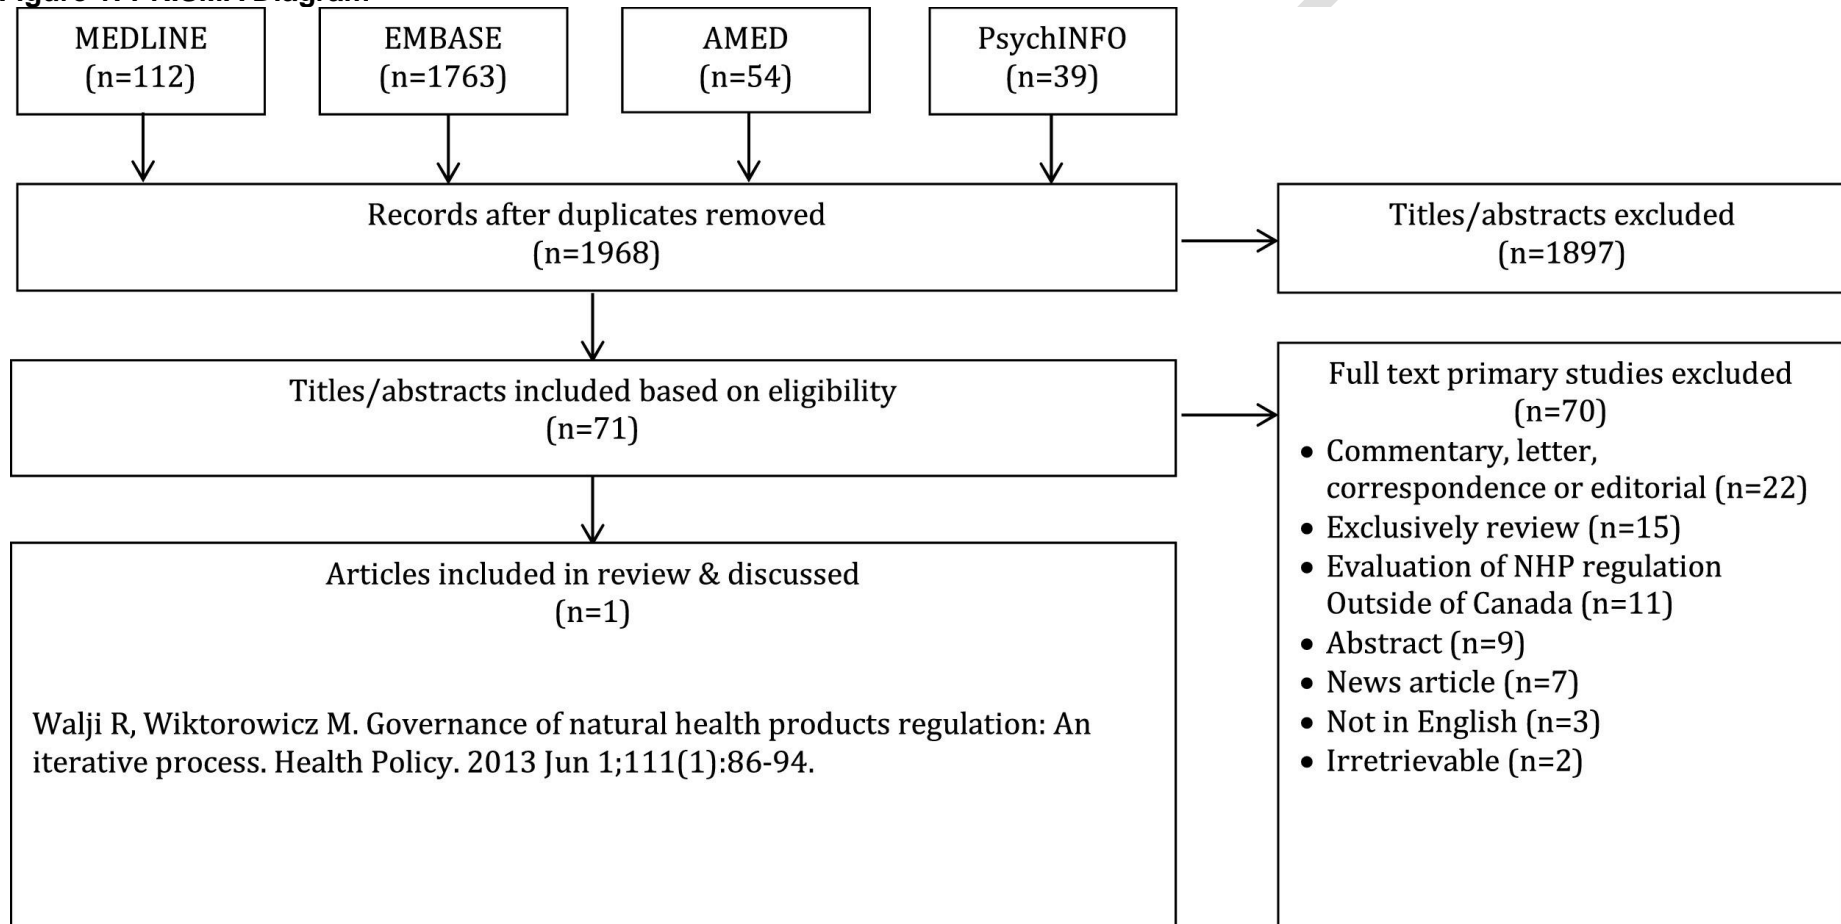 MEDLINE
(n=112)
EMBASE
(n=1763)
AMED
(n=54)
PsychINFO
(n=39)
Records after duplicates removed
(n=1968)
Titles/abstracts excluded
(n=1897)
Titles/abstracts included based on eligibility
(n=71)
Full text primary studies excluded
(n=70)
• Commentary, letter,
correspondence or editorial (n=22)
• Exclusively review (n=15)
• Evaluation of NHP regulation
Outside of Canada (n=11)
• Abstract (n=9)
• News article (n=7)
• Not in English (n=3)
• Irretrievable (n=2)
Articles included in review & discussed
(n=1)
Walji R, Wiktorowicz M. Governance of natural health products regulation: An
iterative process. Health Policy. 2013 Jun 1;111(1):86-94.